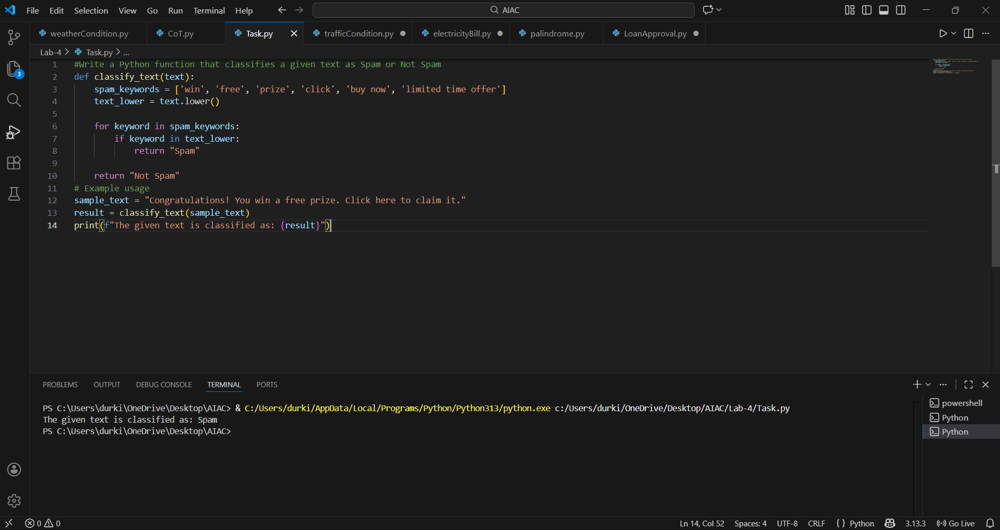 File Edit Selection View Go Run Terminal Help AIAC
weatherCondition.py CoT.py Task.py trafficCondition.py electricityBill.py palindrome.py LoanApproval.py
Lab-4 > Task.py > ...
1 #Write a Python function that classifies a given text as Spam or Not Spam
2 def classify_text(text):
3     spam_keywords = ['win', 'free', 'prize', 'click', 'buy now', 'limited time offer']
4     text_lower = text.lower()
5
6     for keyword in spam_keywords:
7         if keyword in text_lower:
8             return "Spam"
9
10     return "Not Spam"
11 # Example usage
12 sample_text = "Congratulations! You win a free prize. Click here to claim it."
13 result = classify_text(sample_text)
14 print(f"The given text is classified as: {result}")
3
PROBLEMS OUTPUT DEBUG CONSOLE TERMINAL PORTS
PS C:\Users\durki\OneDrive\Desktop\AIAC> & C:/Users/durki/AppData/Local/Programs/Python/Python313/python.exe c:/Users/durki/OneDrive/Desktop/AIAC/Lab-4/Task.py
The given text is classified as: Spam
PS C:\Users\durki\OneDrive\Desktop\AIAC>
powershell
Python
Python
0 0 Ln 14, Col 52 Spaces: 4 UTF-8 CRLF {} Python 3.13.3 Go Live